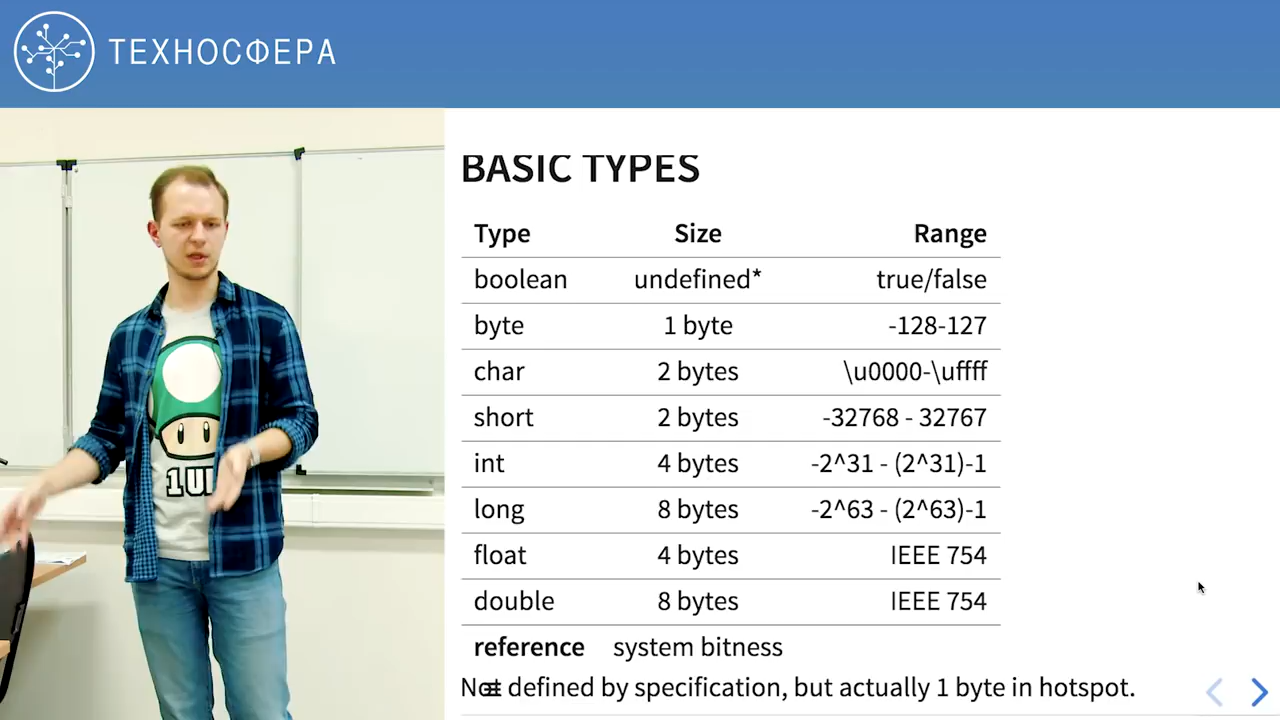 ТЕХНОСФЕРА
BASIC TYPES
Type Size Range
boolean undefined* true/false
byte 1 byte -128-127
char 2 bytes \u0000-\uffff
short 2 bytes -32768 - 32767
int 4 bytes -2^31 - (2^31)-1
long 8 bytes -2^63 - (2^63)-1
float 4 bytes IEEE 754
double 8 bytes IEEE 754
reference system bitness
Not defined by specification, but actually 1 byte in hotspot.
1UP